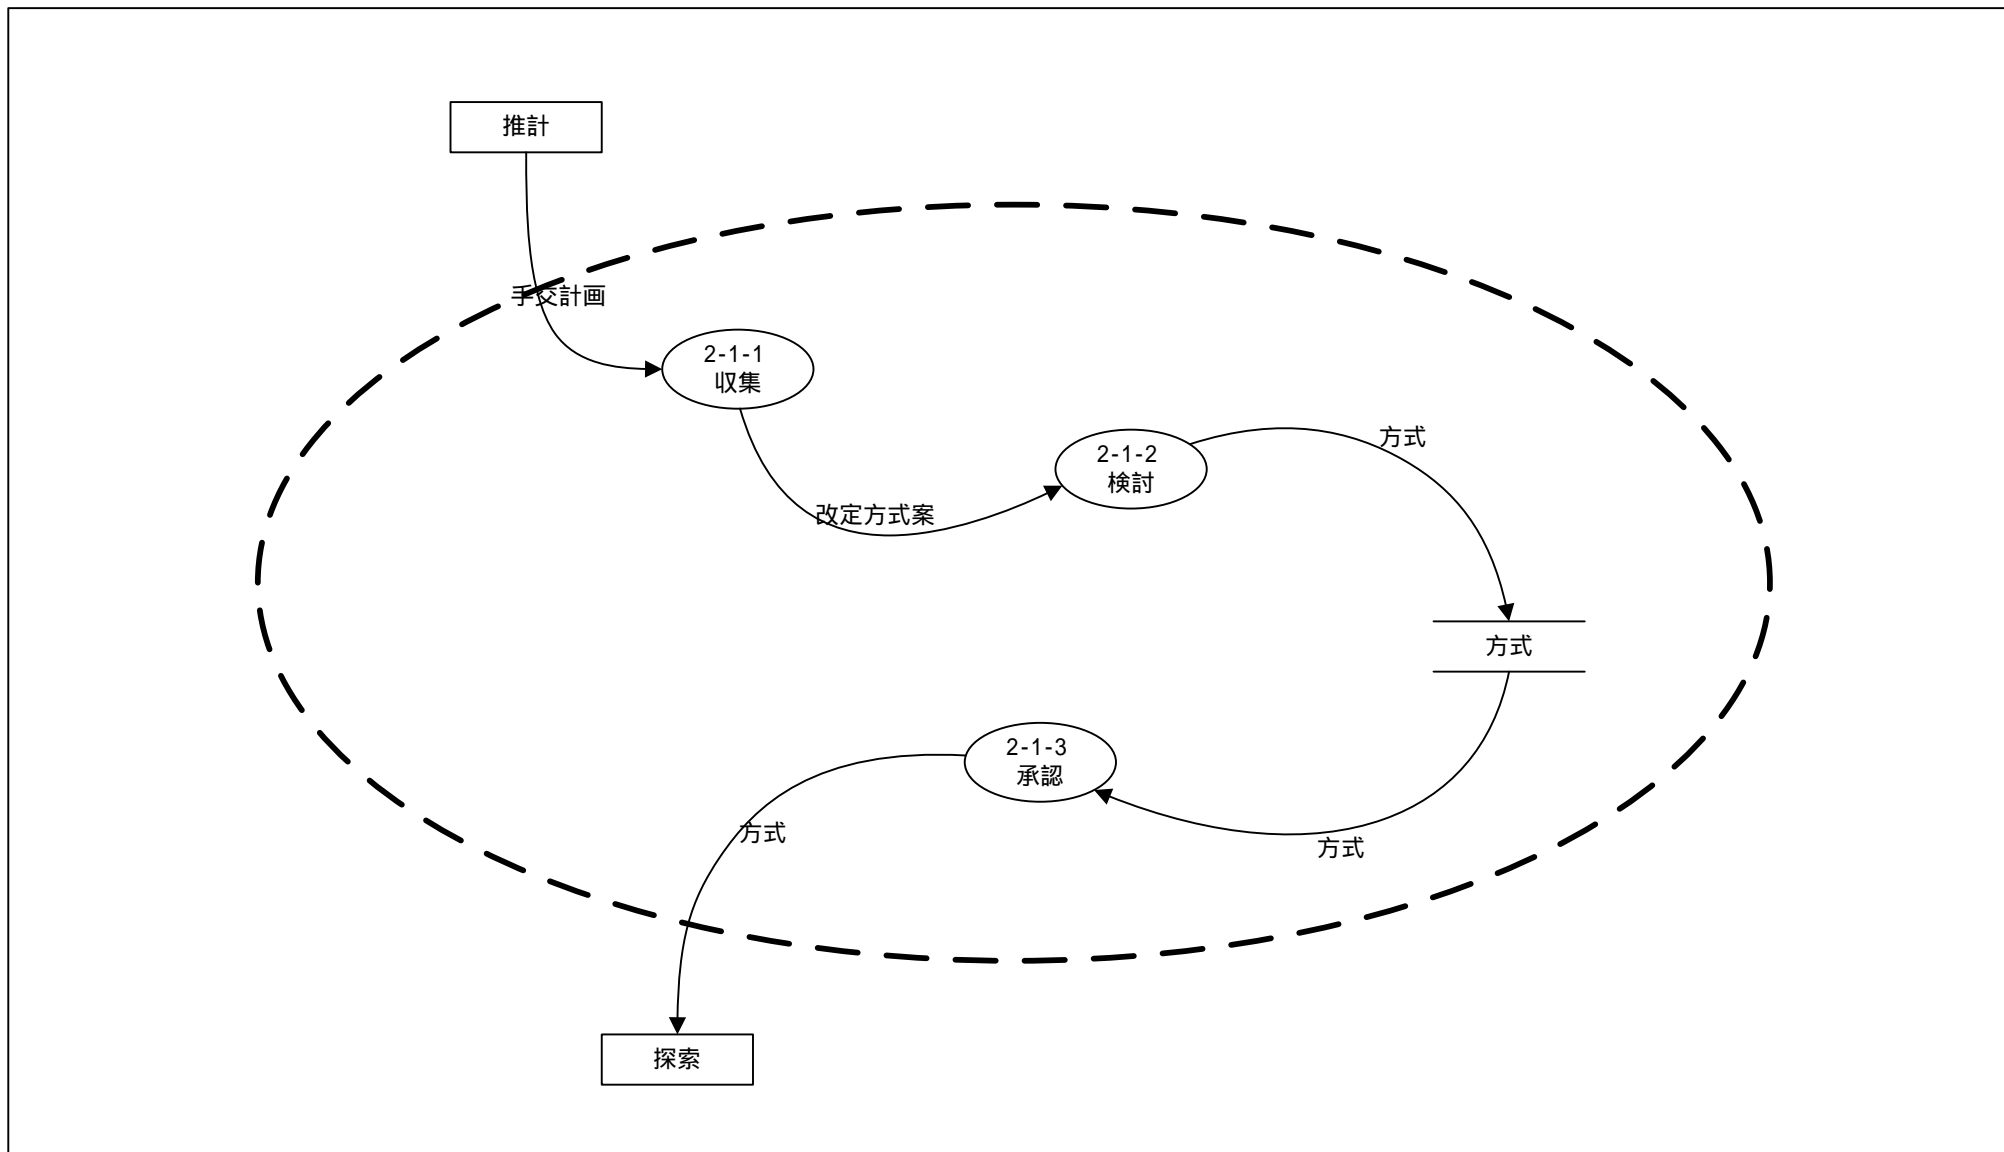 推計
手交計画
2-1-1
収集
2-1-2
検討
方式
改定方式案
方式
2-1-3
承認
方式
方式
探索